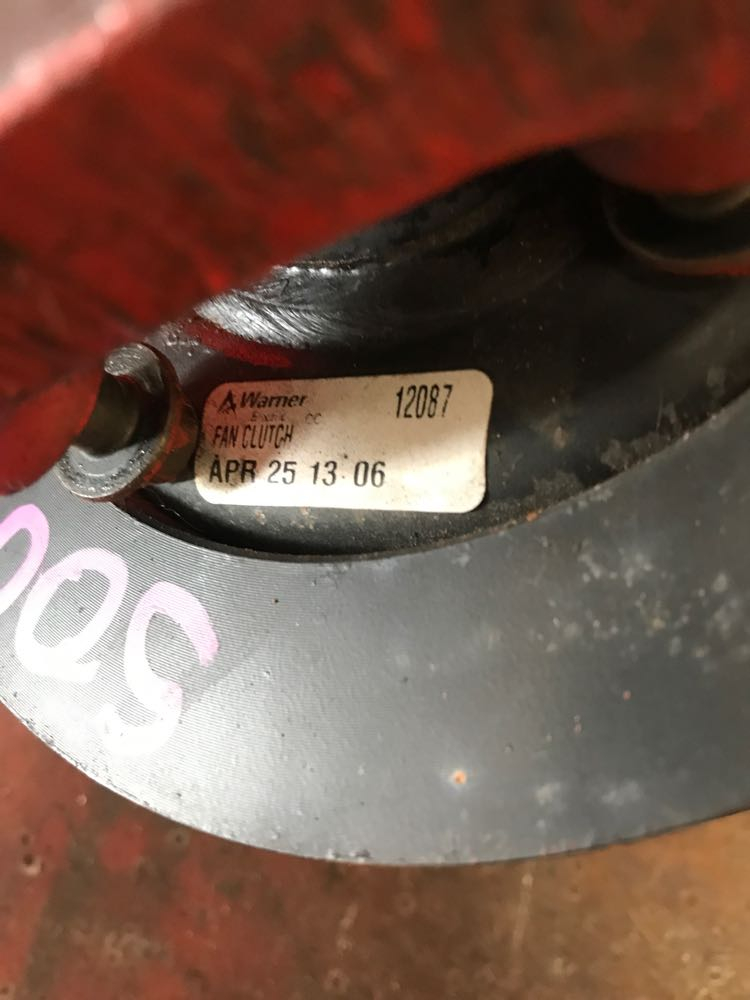 Warner 12087
FAN CLUTCH
APR 25 13 06
500